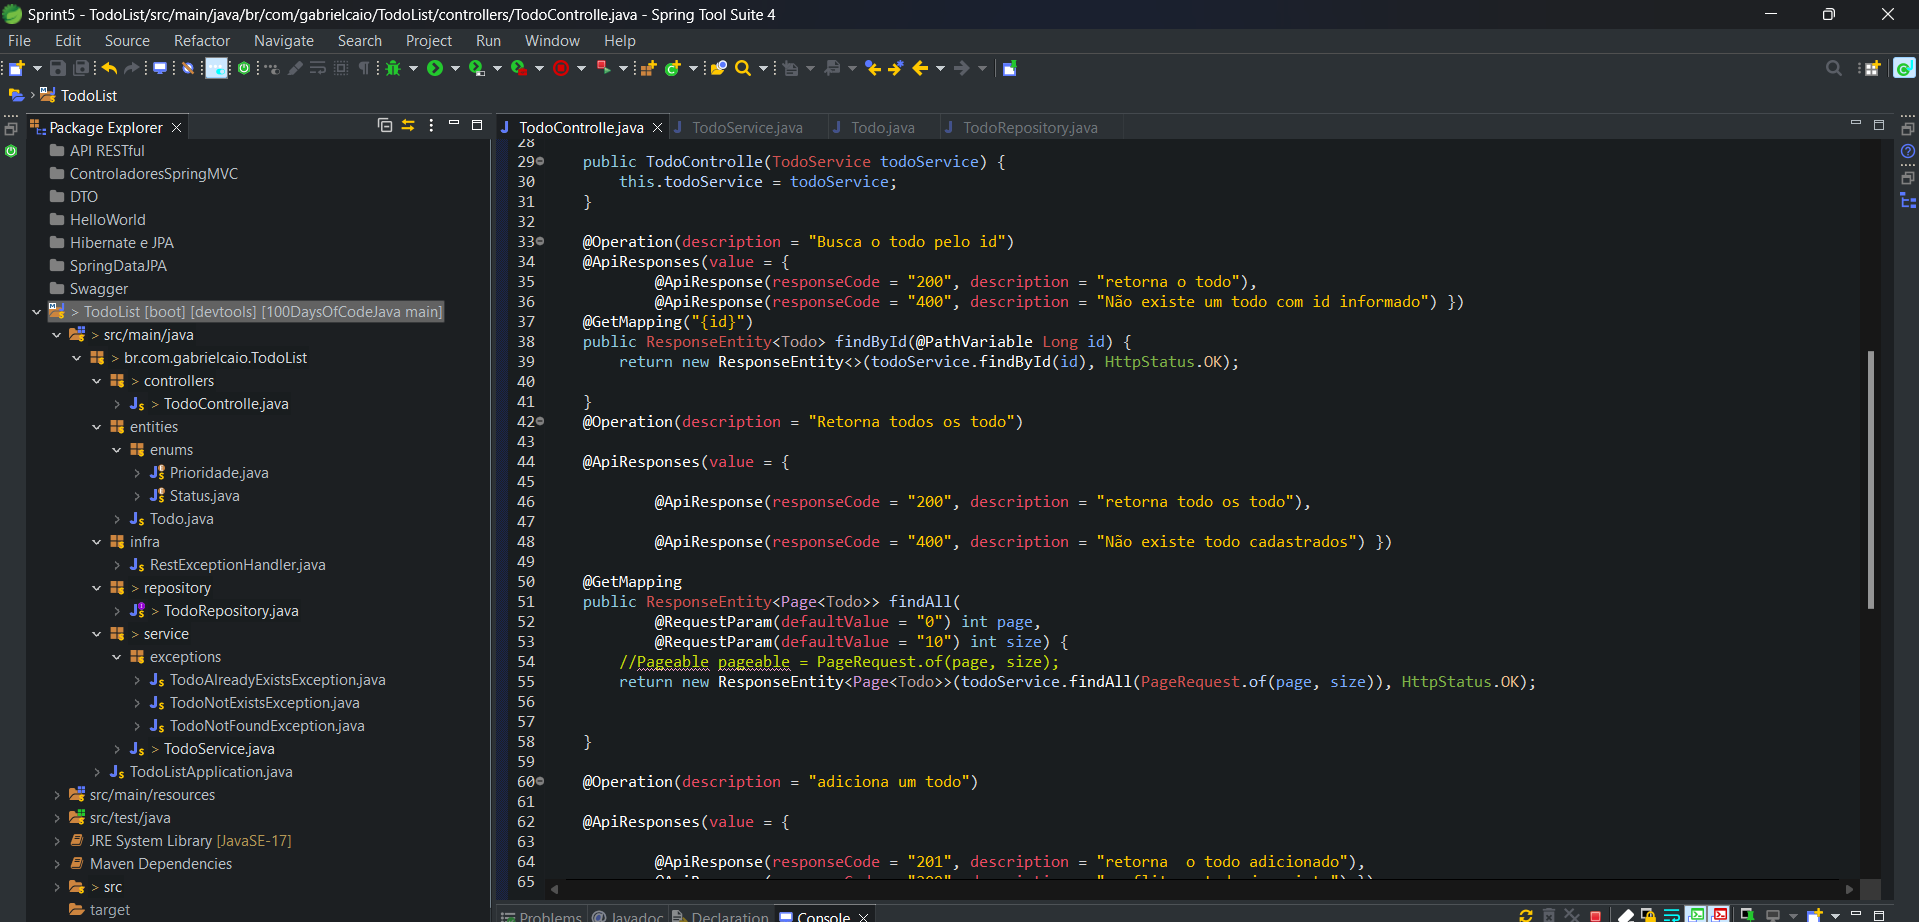 Sprint5 - TodoList/src/main/java/br/com/gabrielcaio/TodoList/controllers/TodoControlle.java - Spring Tool Suite 4
File Edit Source Refactor Navigate Search Project Run Window Help
TodoList
Package Explorer
API RESTful
ControladoresSpringMVC
DTO
HelloWorld
Hibernate e JPA
SpringDataJPA
Swagger
> TodoList [boot] [devtools] [100DaysOfCodeJava main]
> src/main/java
> br.com.gabrielcaio.TodoList
> controllers
> TodoControlle.java
entities
enums
Prioridade.java
Status.java
Todo.java
infra
RestExceptionHandler.java
> repository
> TodoRepository.java
> service
exceptions
TodoAlreadyExistsException.java
TodoNotExistsException.java
TodoNotFoundException.java
> TodoService.java
TodoListApplication.java
src/main/resources
src/test/java
JRE System Library [JavaSE-17]
Maven Dependencies
> src
target
TodoControlle.java TodoService.java Todo.java TodoRepository.java
28
29 public TodoControlle(TodoService todoService) {
30 this.todoService = todoService;
31 }
32
33 @Operation(description = "Busca o todo pelo id")
34 @ApiResponses(value = {
35 @ApiResponse(responseCode = "200", description = "retorna o todo"),
36 @ApiResponse(responseCode = "400", description = "Não existe um todo com id informado") })
37 @GetMapping("{id}")
38 public ResponseEntity<Todo> findById(@PathVariable Long id) {
39 return new ResponseEntity<>(todoService.findById(id), HttpStatus.OK);
40
41 }
42 @Operation(description = "Retorna todos os todo")
43
44 @ApiResponses(value = {
45
46 @ApiResponse(responseCode = "200", description = "retorna todo os todo"),
47
48 @ApiResponse(responseCode = "400", description = "Não existe todo cadastrados") })
49
50 @GetMapping
51 public ResponseEntity<Page<Todo>> findAll(
52 @RequestParam(defaultValue = "0") int page,
53 @RequestParam(defaultValue = "10") int size) {
54 //Pageable pageable = PageRequest.of(page, size);
55 return new ResponseEntity<Page<Todo>>(todoService.findAll(PageRequest.of(page, size)), HttpStatus.OK);
56
57
58 }
59
60 @Operation(description = "adiciona um todo")
61
62 @ApiResponses(value = {
63
64 @ApiResponse(responseCode = "201", description = "retorna  o todo adicionado"),
65
Problems @ Javadoc Declaration Console